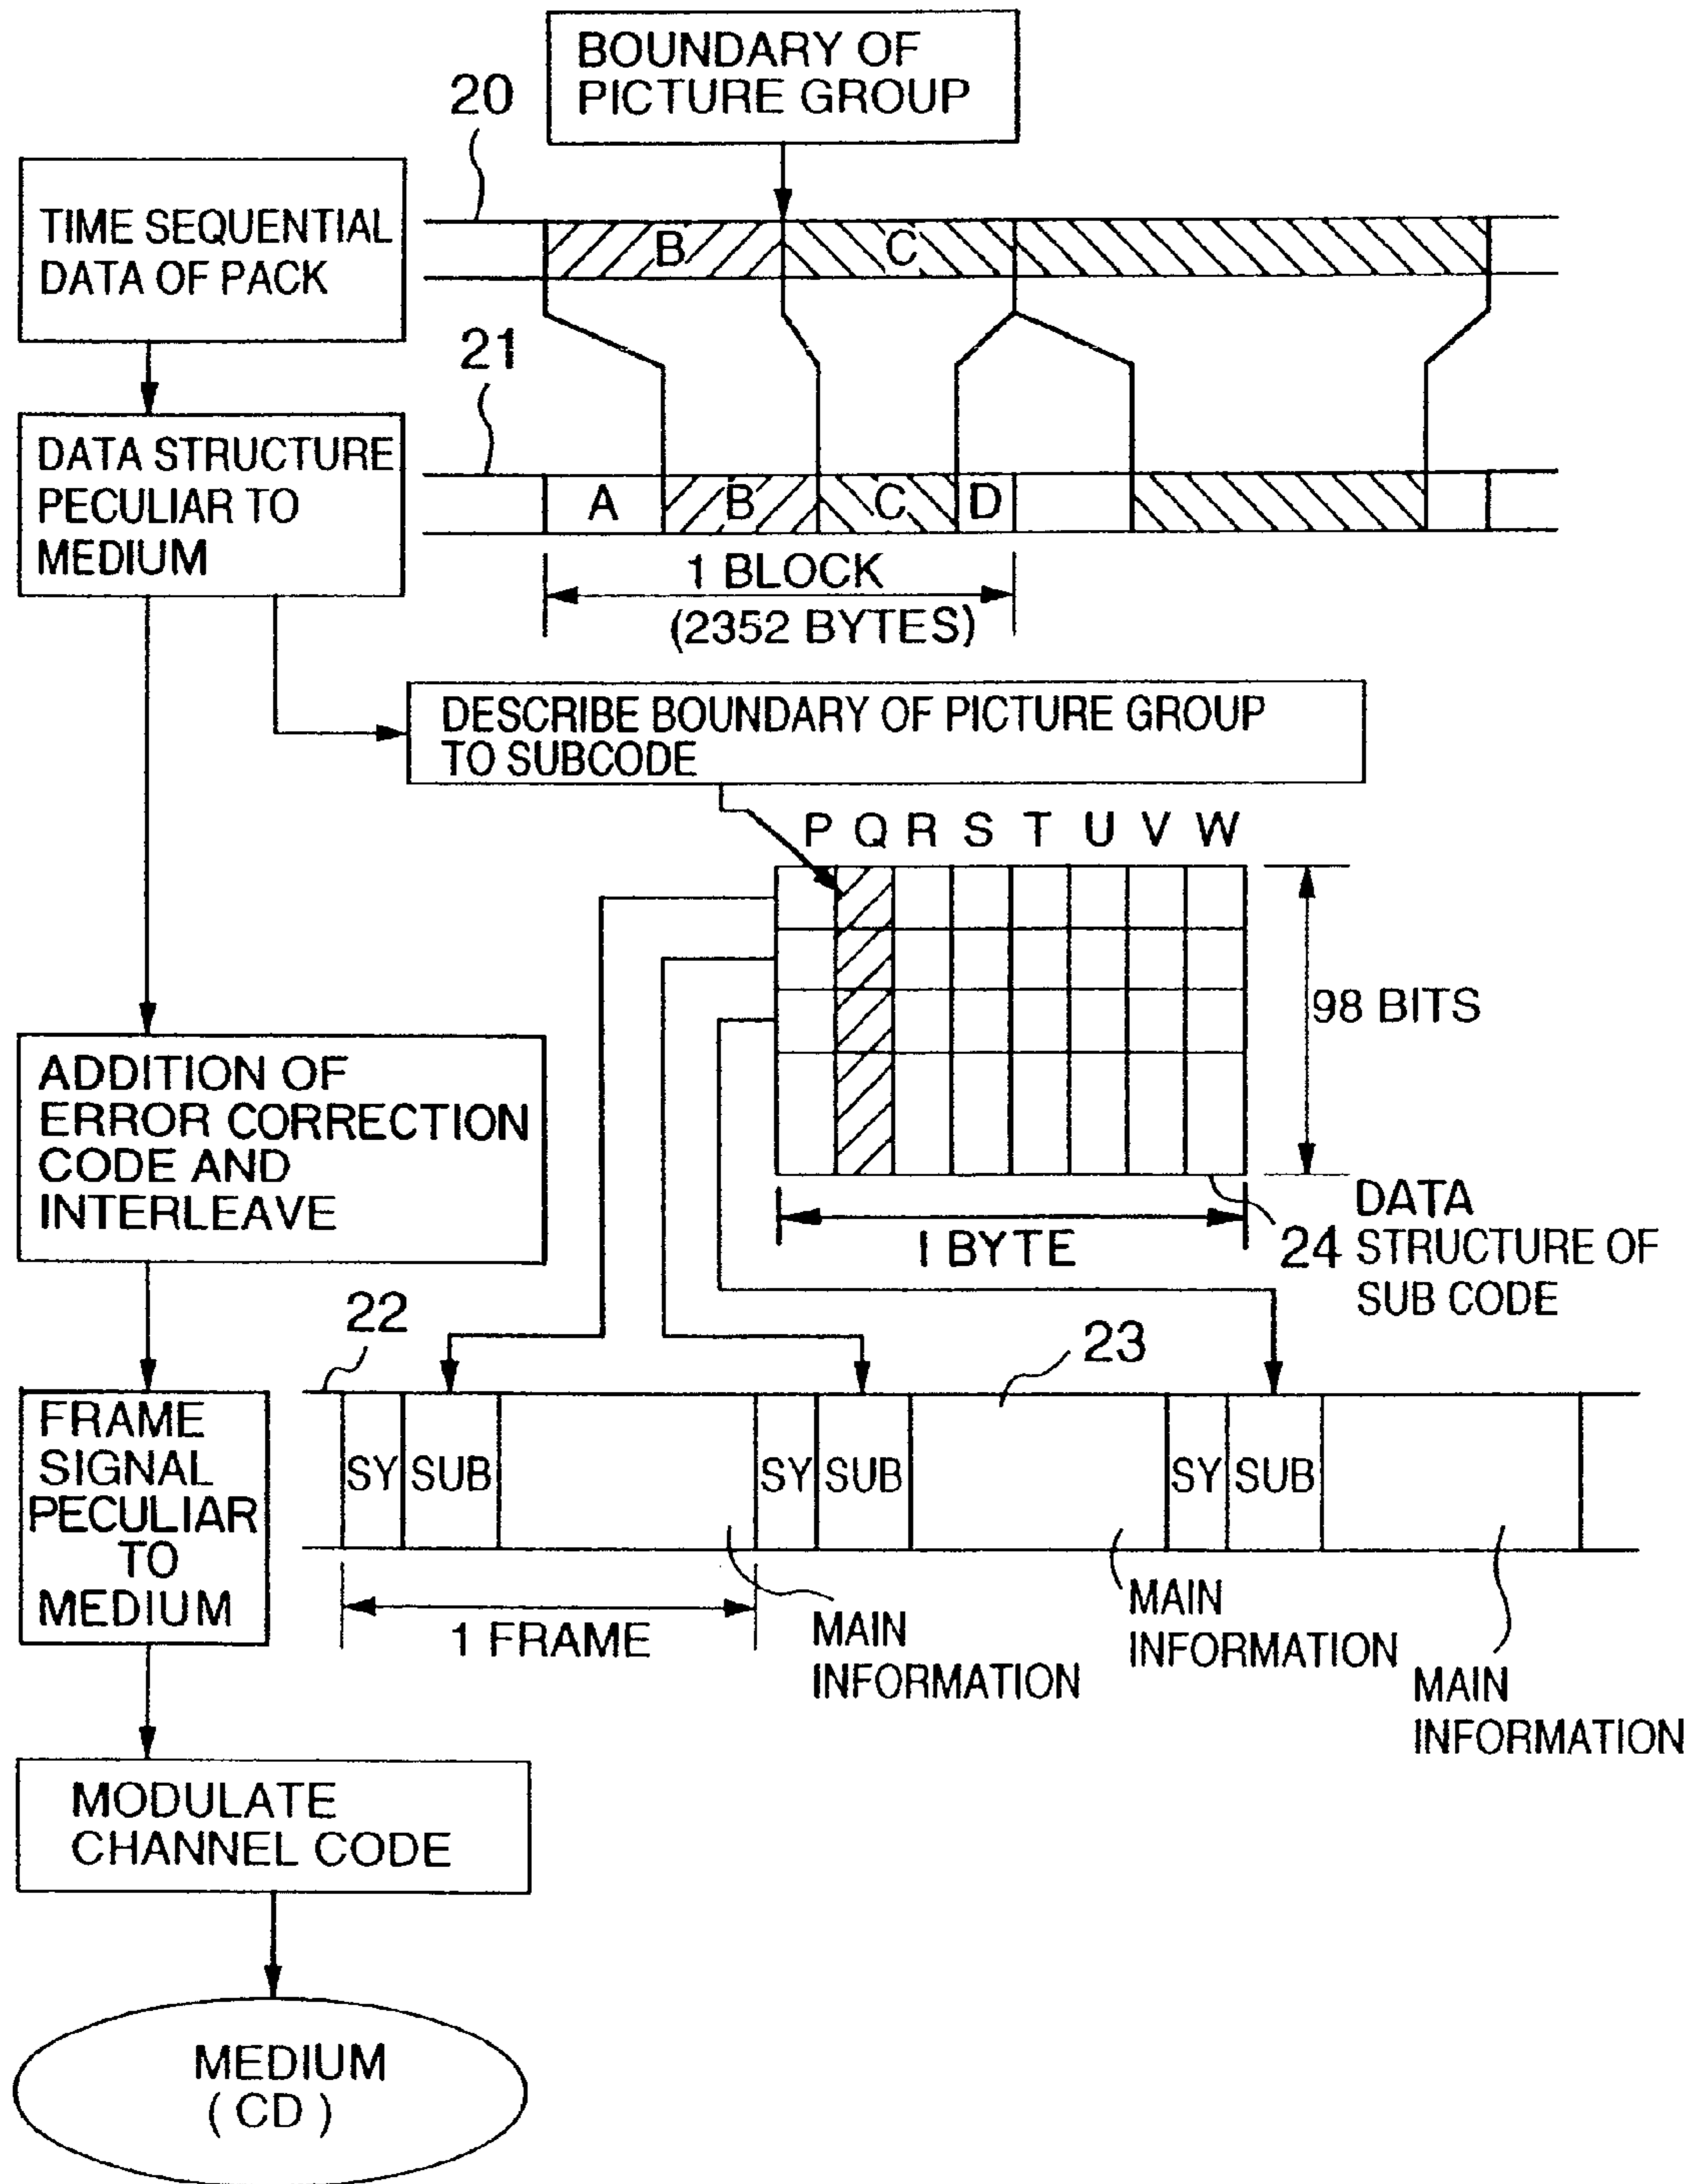 BOUNDARY OF
PICTURE GROUP
20
TIME SEQUENTIAL
DATA OF PACK
B
C
21
DATA STRUCTURE
PECULIAR TO
MEDIUM
A
B
C
D
1 BLOCK
(2352 BYTES)
DESCRIBE BOUNDARY OF PICTURE GROUP
TO SUBCODE
P Q R S T U V W
98 BITS
ADDITION OF
ERROR CORRECTION
CODE AND
INTERLEAVE
1 BYTE
24
DATA
STRUCTURE OF
SUB CODE
22
23
FRAME
SIGNAL
PECULIAR
TO
MEDIUM
SY SUB
SY SUB
SY SUB
1 FRAME
MAIN
INFORMATION
MAIN
INFORMATION
MAIN
INFORMATION
MODULATE
CHANNEL CODE
MEDIUM
( CD )